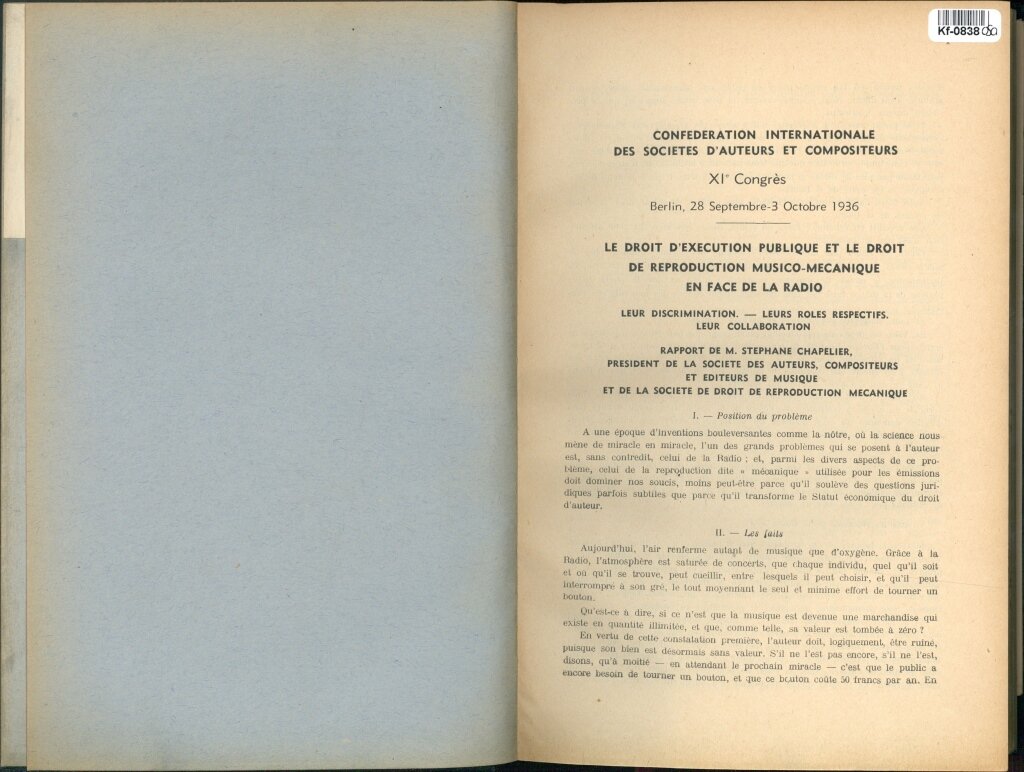 Kf-0838
CONFEDERATION INTERNATIONALE
DES SOCIETES D'AUTEURS ET COMPOSITEURS
XIe Congrès
Berlin, 28 Septembre-3 Octobre 1936
LE DROIT D'EXECUTION PUBLIQUE ET LE DROIT
DE REPRODUCTION MUSICO-MECANIQUE
EN FACE DE LA RADIO
LEUR DISCRIMINATION. — LEURS ROLES RESPECTIFS.
LEUR COLLABORATION
RAPPORT DE M. STEPHANE CHAPELIER,
PRESIDENT DE LA SOCIETE DES AUTEURS, COMPOSITEURS
ET EDITEURS DE MUSIQUE
ET DE LA SOCIETE DE DROIT DE REPRODUCTION MECANIQUE
I. — Position du problème
A une époque d'inventions bouleversantes comme la nôtre, où la science nous
mène de miracle en miracle, l'un des grands problèmes qui se posent à l'auteur
est, sans contredit, celui de la Radio ; et, parmi les divers aspects de ce pro-
blème, celui de la reproduction dite « mécanique » utilisée pour les émissions
doit dominer nos soucis, moins peut-être parce qu'il soulève des questions juri-
diques parfois subtiles que parce qu'il transforme le Statut économique du droit
d'auteur.
II. — Les faits
Aujourd'hui, l'air renferme autant de musique que d'oxygène. Grâce à la
Radio, l'atmosphère est saturée de concerts, que chaque individu, quel qu'il soit
et où qu'il se trouve, peut cueillir, entre lesquels il peut choisir, et qu'il peut
interrompre à son gré, le tout moyennant le seul et minime effort de tourner un
bouton.
Qu'est-ce à dire, si ce n'est que la musique est devenue une marchandise qui
existe en quantité illimitée, et que, comme telle, sa valeur est tombée à zéro ?
En vertu de cette constatation première, l'auteur doit, logiquement, être ruiné,
puisque son bien est désormais sans valeur. S'il ne l'est pas encore, s'il ne l'est,
disons, qu'à moitié — en attendant le prochain miracle — c'est que le public a
encore besoin de tourner un bouton, et que ce bouton coûte 50 francs par an. En